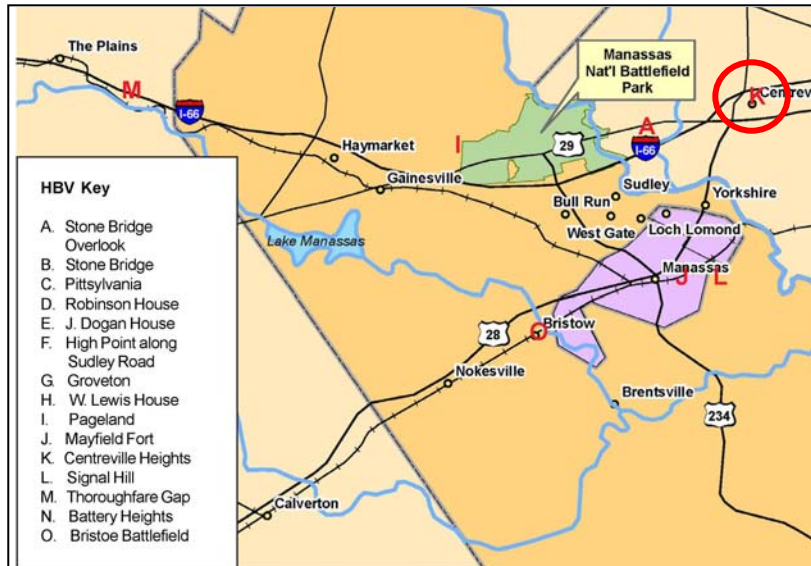 The Plains
M
I-66
Manassas
Nat'l Battlefield
Park
K
Centrev
A
I
29
I-66
Haymarket
Gainesville
Sudley
Bull Run
Yorkshire
West Gate
Loch Lomond
Lake Manassas
Manassas
J
L
O
Bristow
28
Nokesville
Brentsville
234
Calverton
HBV Key
A. Stone Bridge
Overlook
B. Stone Bridge
C. Pittsylvania
D. Robinson House
E. J. Dogan House
F. High Point along
Sudley Road
G. Groveton
H. W. Lewis House
I. Pageland
J. Mayfield Fort
K. Centreville Heights
L. Signal Hill
M. Thoroughfare Gap
N. Battery Heights
O. Bristoe Battlefield